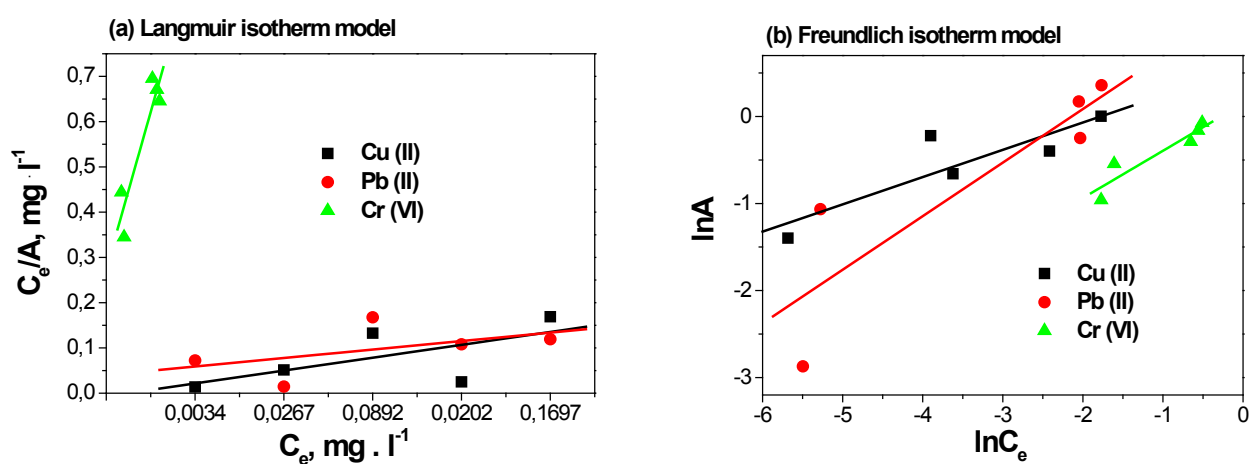 (a) Langmuir isotherm model
0,7
0,6
0,5
0,4
0,3
0,2
0,1
0,0
C_e/A, mg · l^-1
Cu (II)
Pb (II)
Cr (VI)
0,0034 0,0267 0,0892 0,0202 0,1697
C_e, mg . l^-1
(b) Freundlich isotherm model
0
-1
-2
-3
lnA
Cu (II)
Pb (II)
Cr (VI)
-6 -5 -4 -3 -2 -1 0
lnC_e